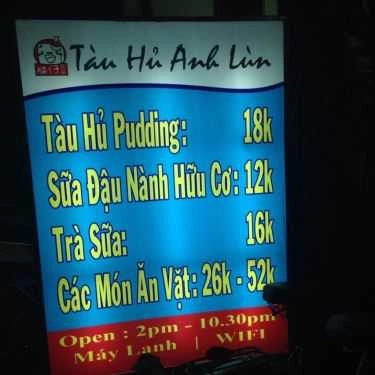 Tàu Hủ Anh Lùn
Tàu Hủ Pudding: 18k
Sữa Đậu Nành Hữu Cơ: 12k
Trà Sữa: 16k
Các Món Ăn Vặt: 26k - 52k
Open : 2pm - 10.30pm
Máy Lạnh | WIFI